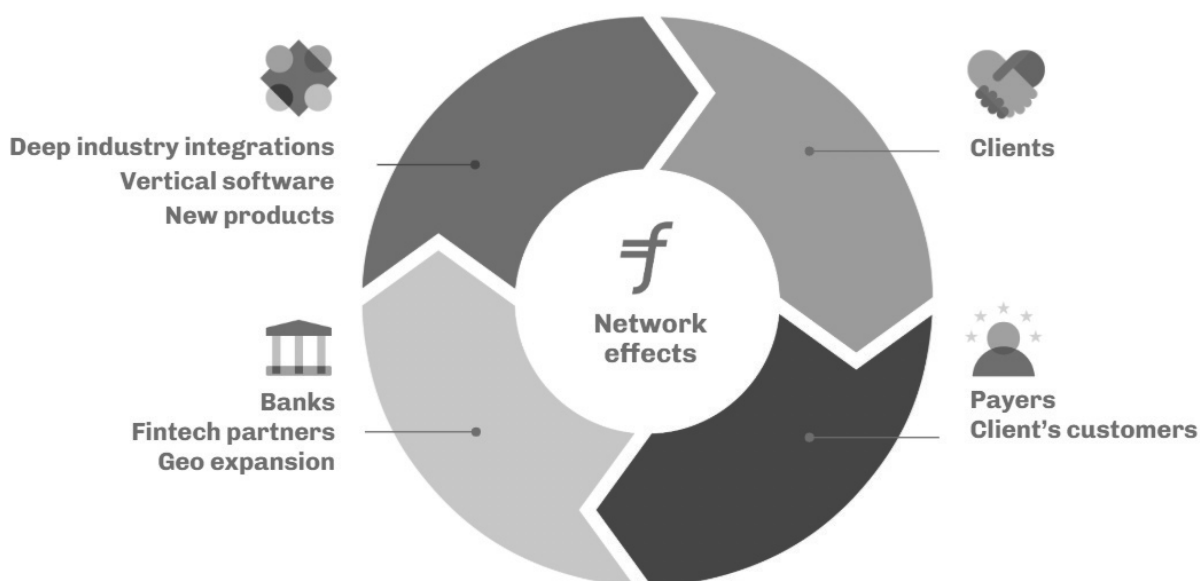 Deep industry integrations
Vertical software
New products
Clients
Network
effects
Banks
Fintech partners
Geo expansion
Payers
Client’s customers